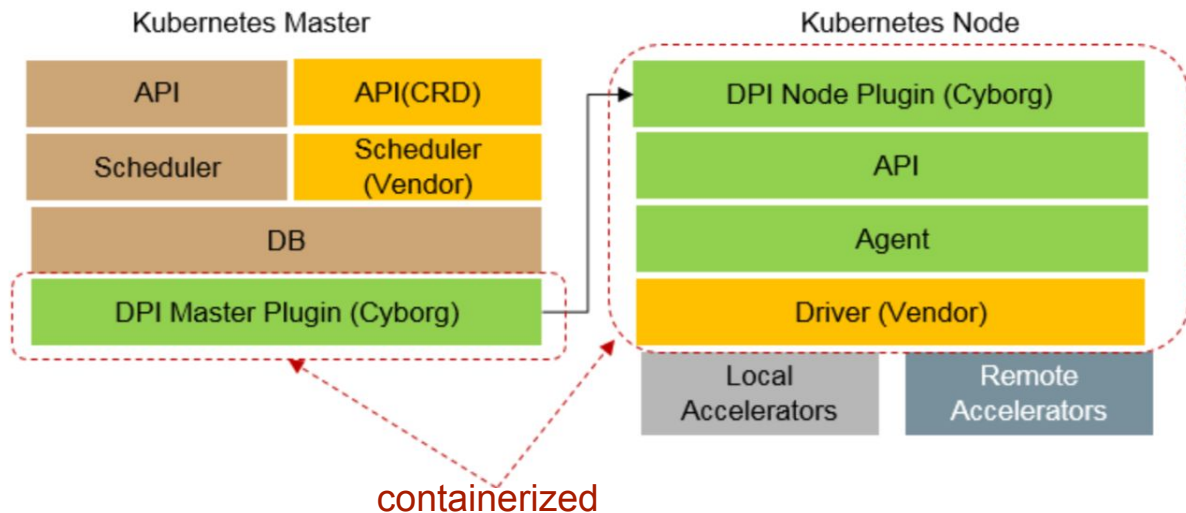 Kubernetes Master
Kubernetes Node
API
API(CRD)
Scheduler
Scheduler
(Vendor)
DB
DPI Master Plugin (Cyborg)
DPI Node Plugin (Cyborg)
API
Agent
Driver (Vendor)
Local
Accelerators
Remote
Accelerators
containerized